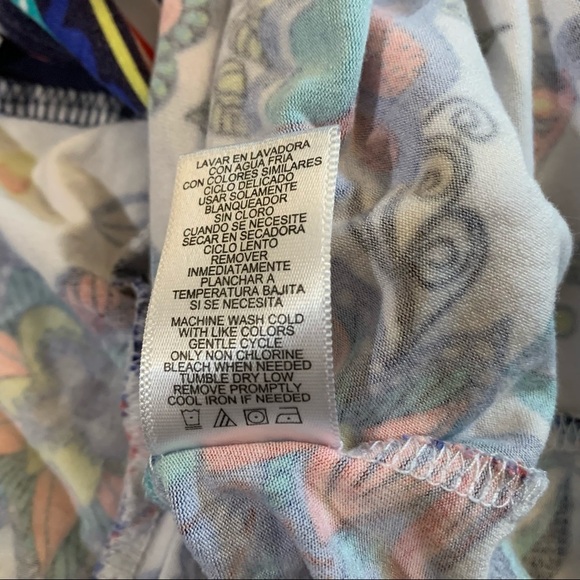 LAVAR EN LAVADORA
CON AGUA FRIA
CON COLORES SIMILARES
CICLO DELICADO
USAR SOLAMENTE
BLANQUEADOR
SIN CLORO
CUANDO SE NECESITE
SECAR EN SECADORA
CICLO LENTO
REMOVER
INMEDIATAMENTE
PLANCHAR A
TEMPERATURA BAJITA
SI SE NECESITA
MACHINE WASH COLD
WITH LIKE COLORS
GENTLE CYCLE
ONLY NON CHLORINE
BLEACH WHEN NEEDED
TUMBLE DRY LOW
REMOVE PROMPTLY
COOL IRON IF NEEDED